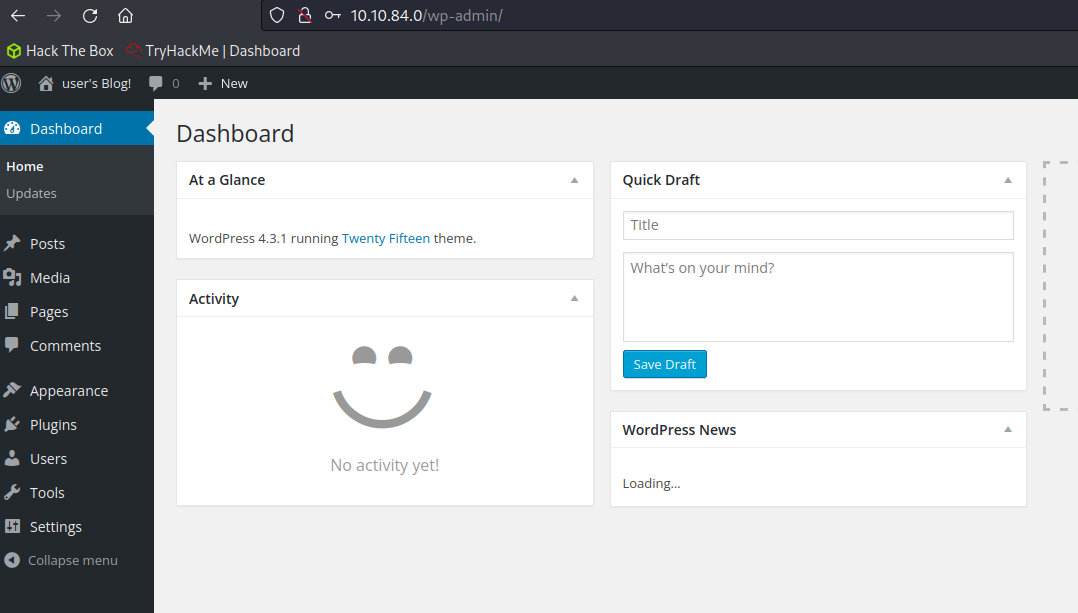 10.10.84.0/wp-admin/
Hack The Box TryHackMe | Dashboard
user's Blog! 0 New
Dashboard
Home
Updates
Posts
Media
Pages
Comments
Appearance
Plugins
Users
Tools
Settings
Collapse menu
Dashboard
At a Glance
WordPress 4.3.1 running Twenty Fifteen theme.
Activity
No activity yet!
Quick Draft
Title
What's on your mind?
Save Draft
WordPress News
Loading...